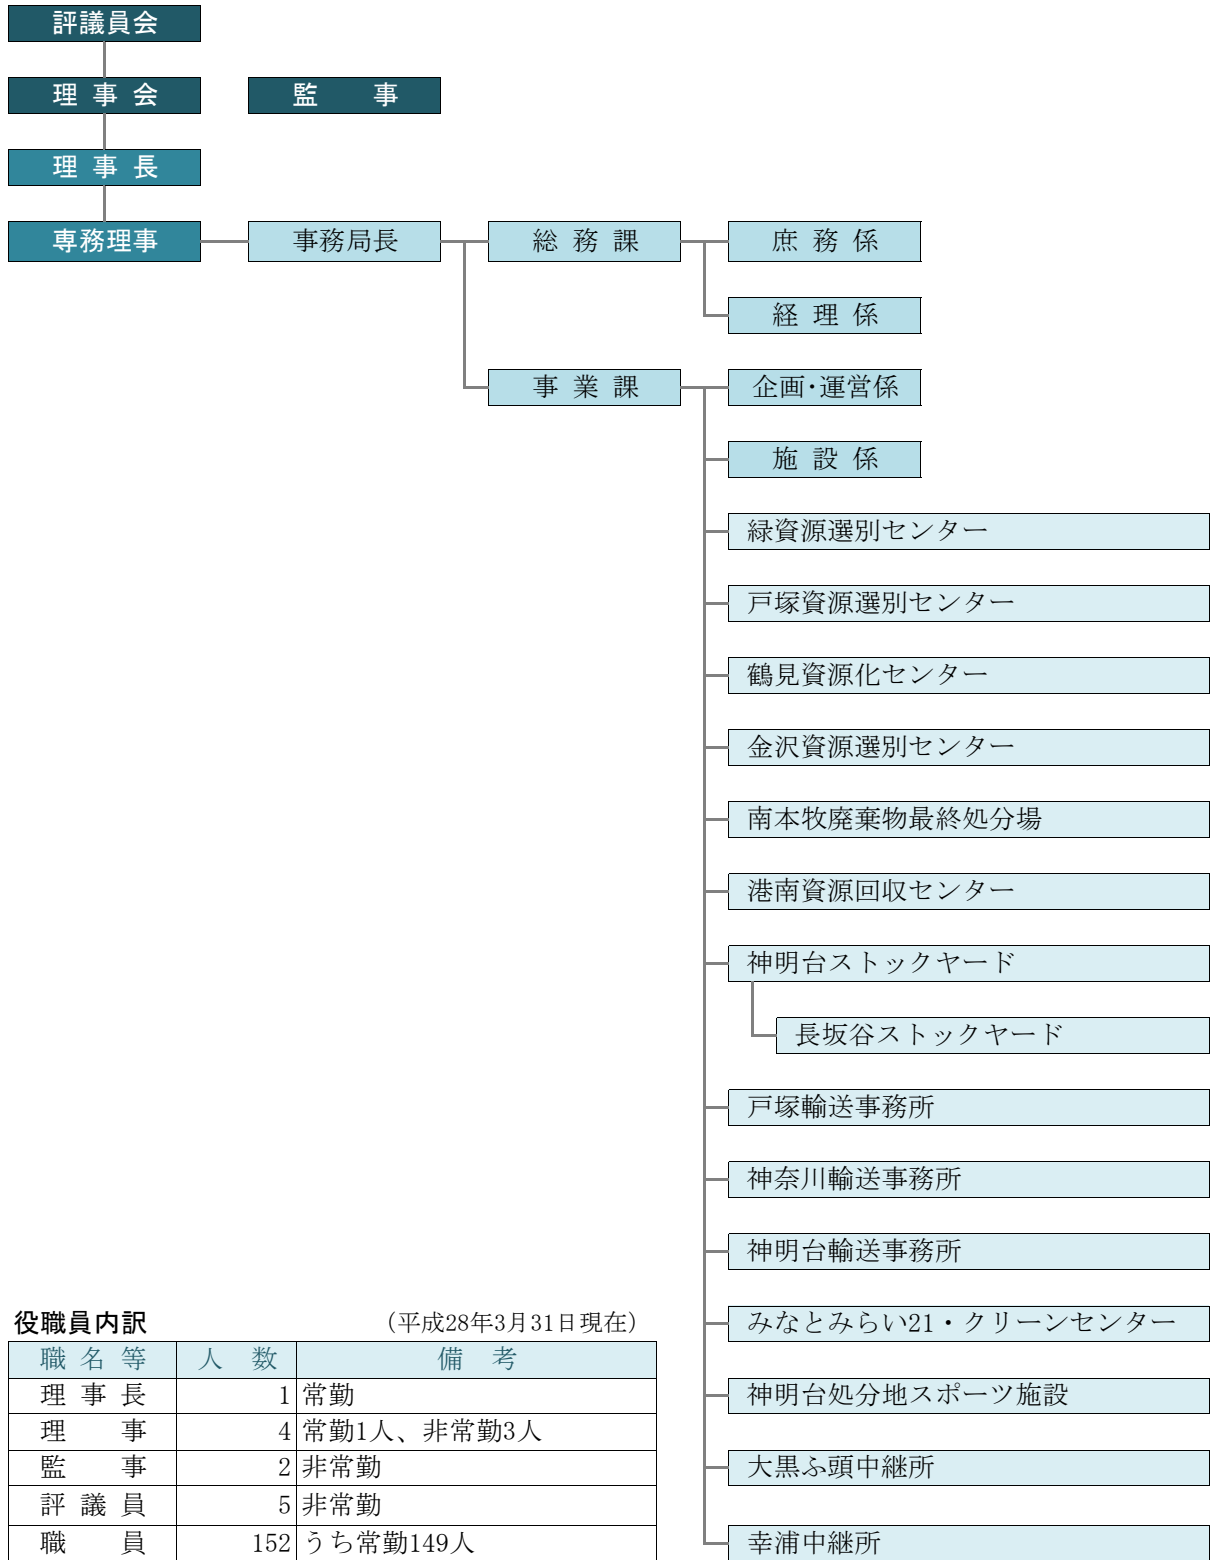 評議員会
理事会
監事
理事長
専務理事
事務局長
総務課
庶務係
経理係
事業課
企画・運営係
施設係
緑資源選別センター
戸塚資源選別センター
鶴見資源化センター
金沢資源選別センター
南本牧廃棄物最終処分場
港南資源回収センター
神明台ストックヤード
長坂谷ストックヤード
戸塚輸送事務所
神奈川輸送事務所
神明台輸送事務所
みなとみらい21・クリーンセンター
神明台処分地スポーツ施設
大黒ふ頭中継所
幸浦中継所
役職員内訳 (平成28年3月31日現在)
職名等 人数 備考
理事長 1 常勤
理事 4 常勤1人、非常勤3人
監事 2 非常勤
評議員 5 非常勤
職員 152 うち常勤149人